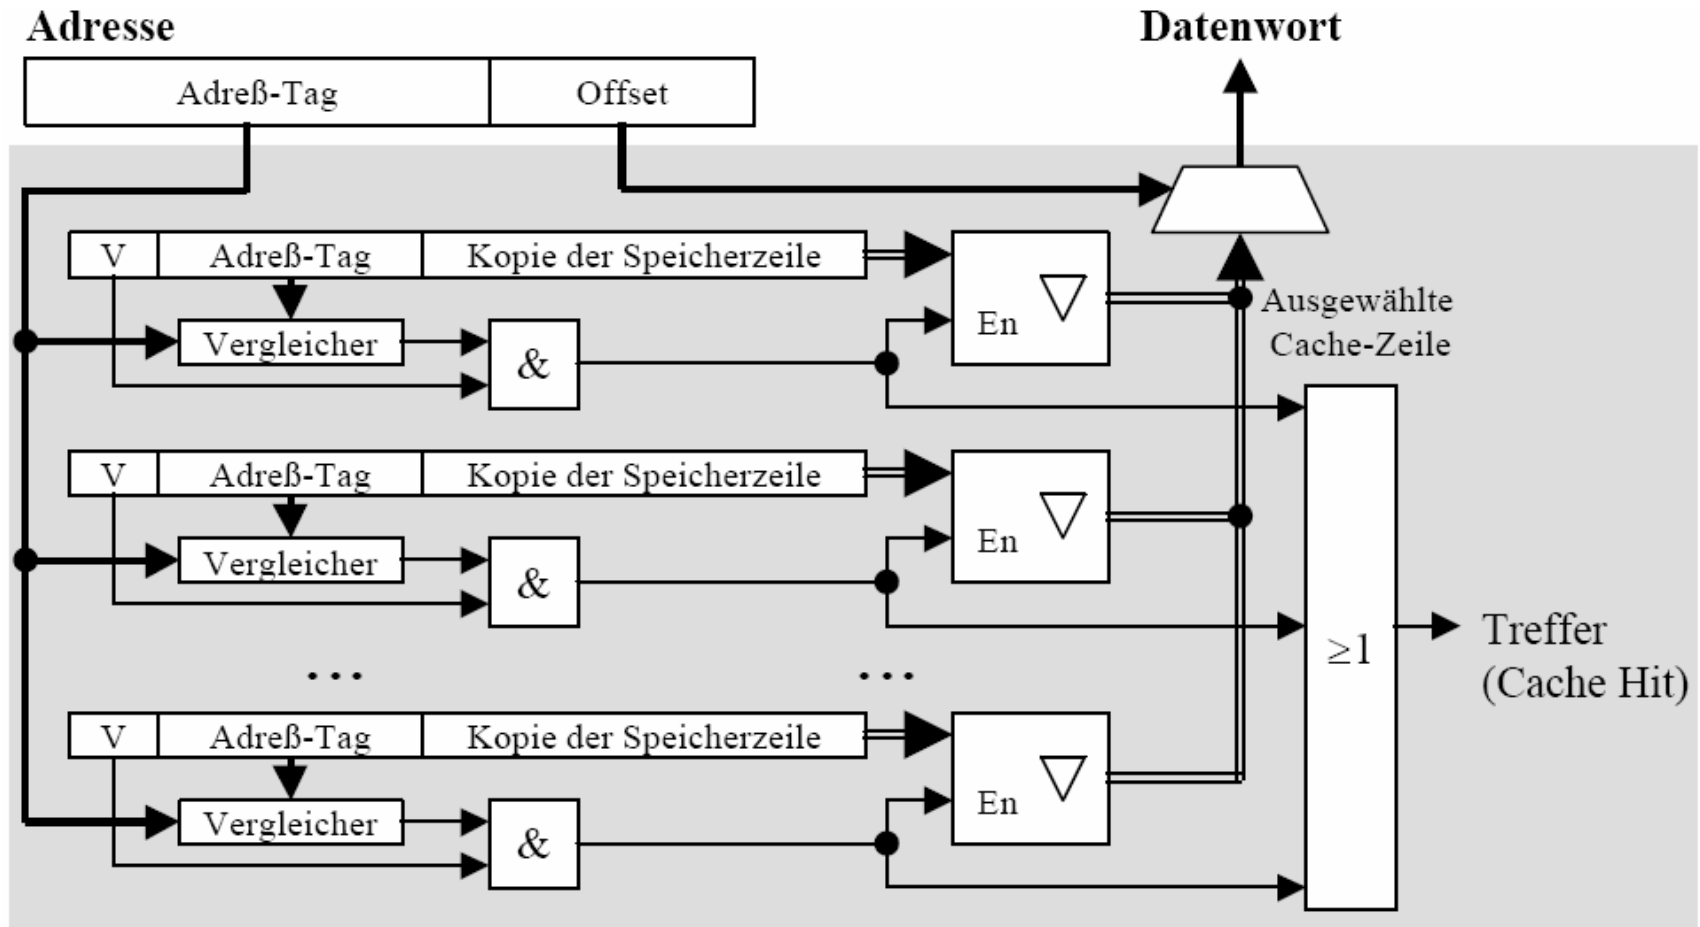 Adresse
Datenwort
Adreß-Tag
Offset
V
Adreß-Tag
Kopie der Speicherzeile
Vergleicher
&
En
Ausgewählte
Cache-Zeile
V
Adreß-Tag
Kopie der Speicherzeile
Vergleicher
&
En
≥1
Treffer
(Cache Hit)
...
...
V
Adreß-Tag
Kopie der Speicherzeile
Vergleicher
&
En